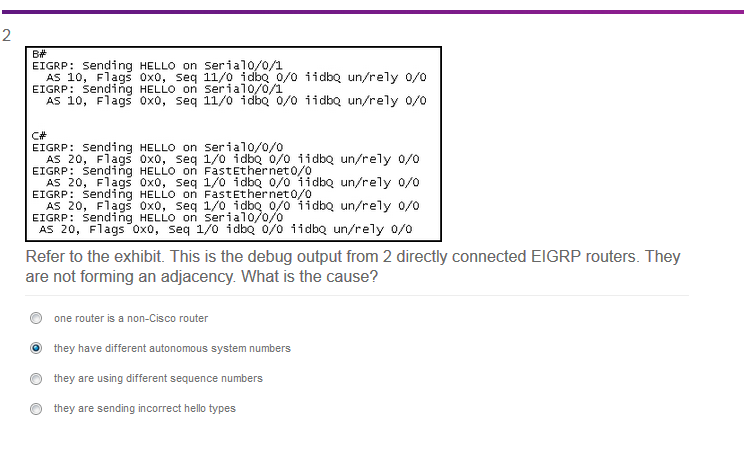 2
B#
EIGRP: Sending HELLO on Serial0/0/1
AS 10, Flags 0x0, Seq 11/0 idbQ 0/0 iidbQ un/rely 0/0
EIGRP: Sending HELLO on Serial0/0/1
AS 10, Flags 0x0, Seq 11/0 idbQ 0/0 iidbQ un/rely 0/0
C#
EIGRP: Sending HELLO on Serial0/0/0
AS 20, Flags 0x0, Seq 1/0 idbQ 0/0 iidbQ un/rely 0/0
EIGRP: Sending HELLO on FastEthernet0/0
AS 20, Flags 0x0, Seq 1/0 idbQ 0/0 iidbQ un/rely 0/0
EIGRP: Sending HELLO on FastEthernet0/0
AS 20, Flags 0x0, Seq 1/0 idbQ 0/0 iidbQ un/rely 0/0
EIGRP: Sending HELLO on Serial0/0/0
AS 20, Flags 0x0, Seq 1/0 idbQ 0/0 iidbQ un/rely 0/0
Refer to the exhibit. This is the debug output from 2 directly connected EIGRP routers. They
are not forming an adjacency. What is the cause?
one router is a non-Cisco router
they have different autonomous system numbers
they are using different sequence numbers
they are sending incorrect hello types